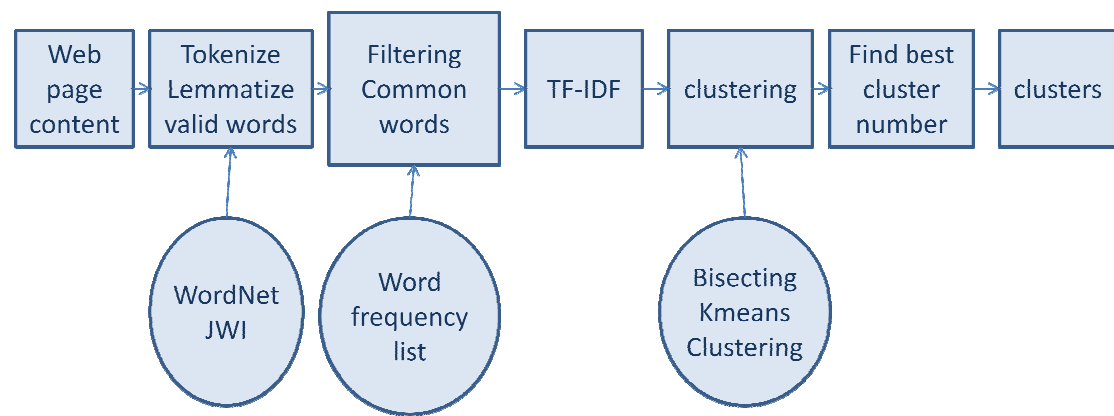 Web
page
content
Tokenize
Lemmatize
valid words
Filtering
Common
words
TF-IDF
clustering
Find best
cluster
number
clusters
WordNet
JWI
Word
frequency
list
Bisecting
Kmeans
Clustering